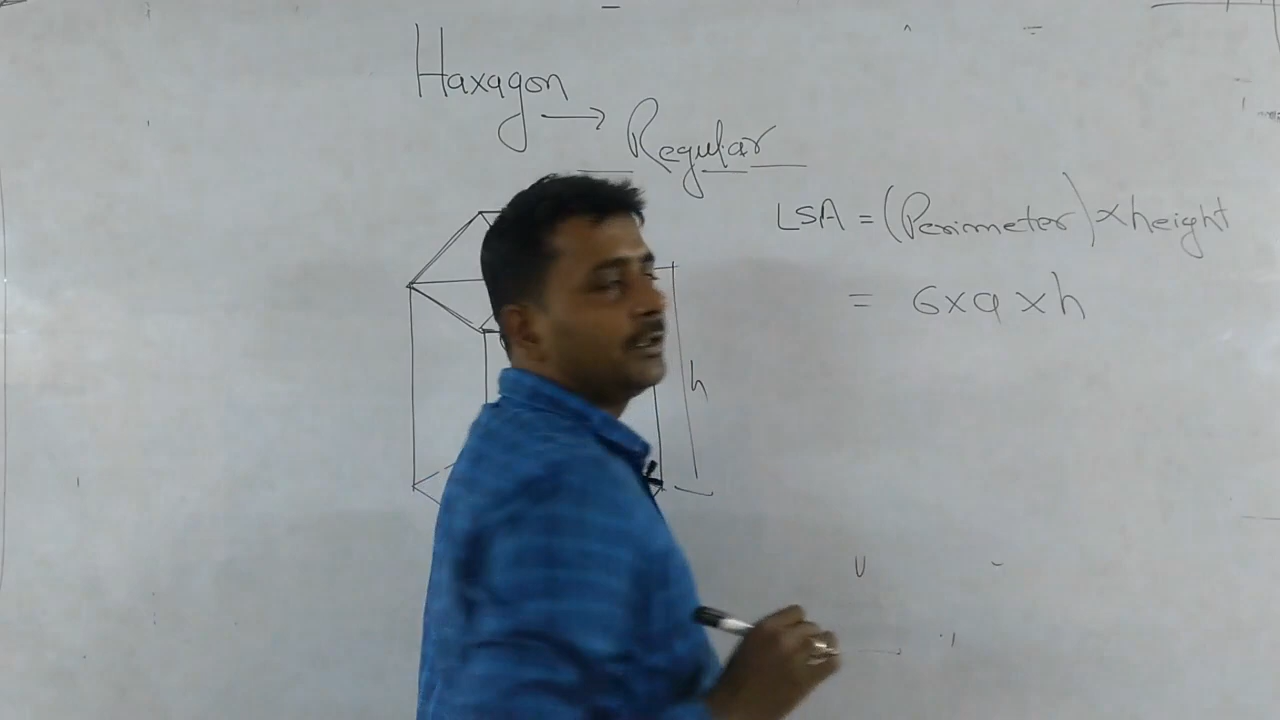 Haxagon
→ Regular
LSA = (Perimeter) × height
= 6 × a × h
h